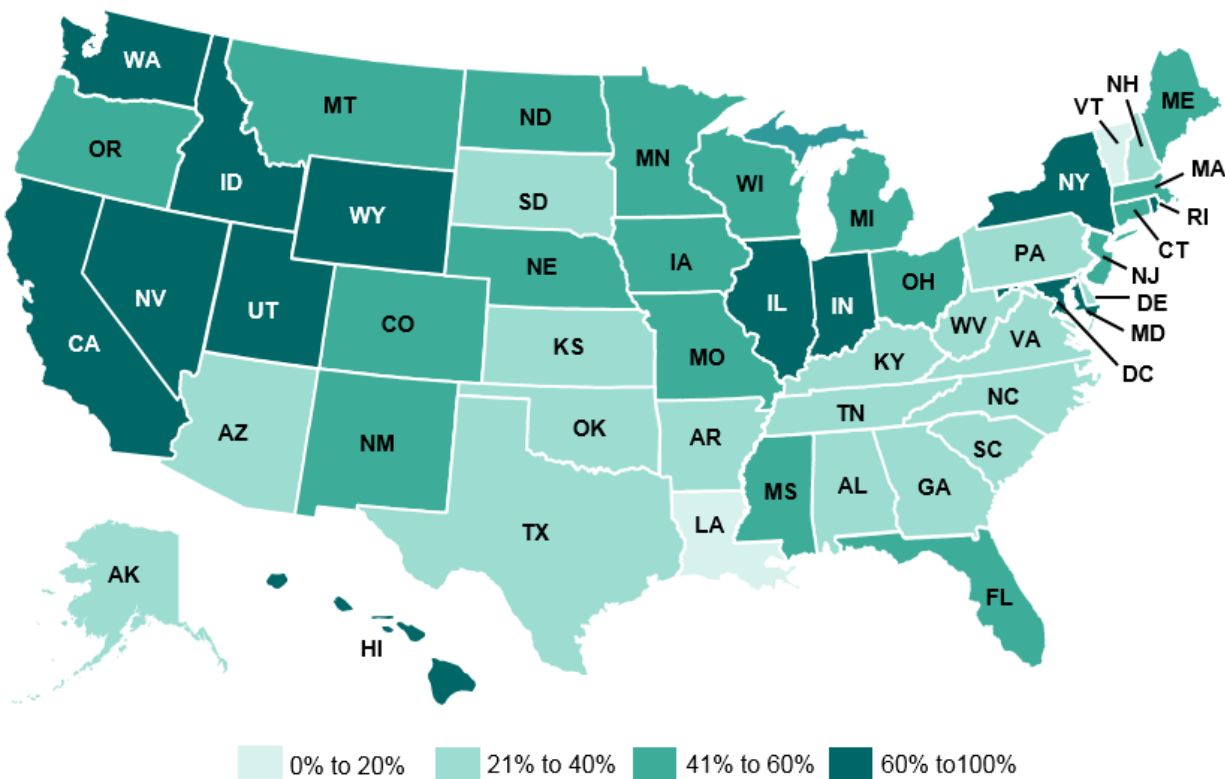 WA
MT
ND
MN
OR
ID
WY
SD
WI
MI
NY
VT
NH
ME
MA
RI
CT
NJ
DE
MD
DC
PA
NV
UT
CA
CO
NE
IA
IL
IN
OH
KS
MO
KY
WV
VA
AZ
NM
OK
AR
TN
NC
SC
TX
LA
MS
AL
GA
FL
AK
HI
0% to 20%
21% to 40%
41% to 60%
60% to100%